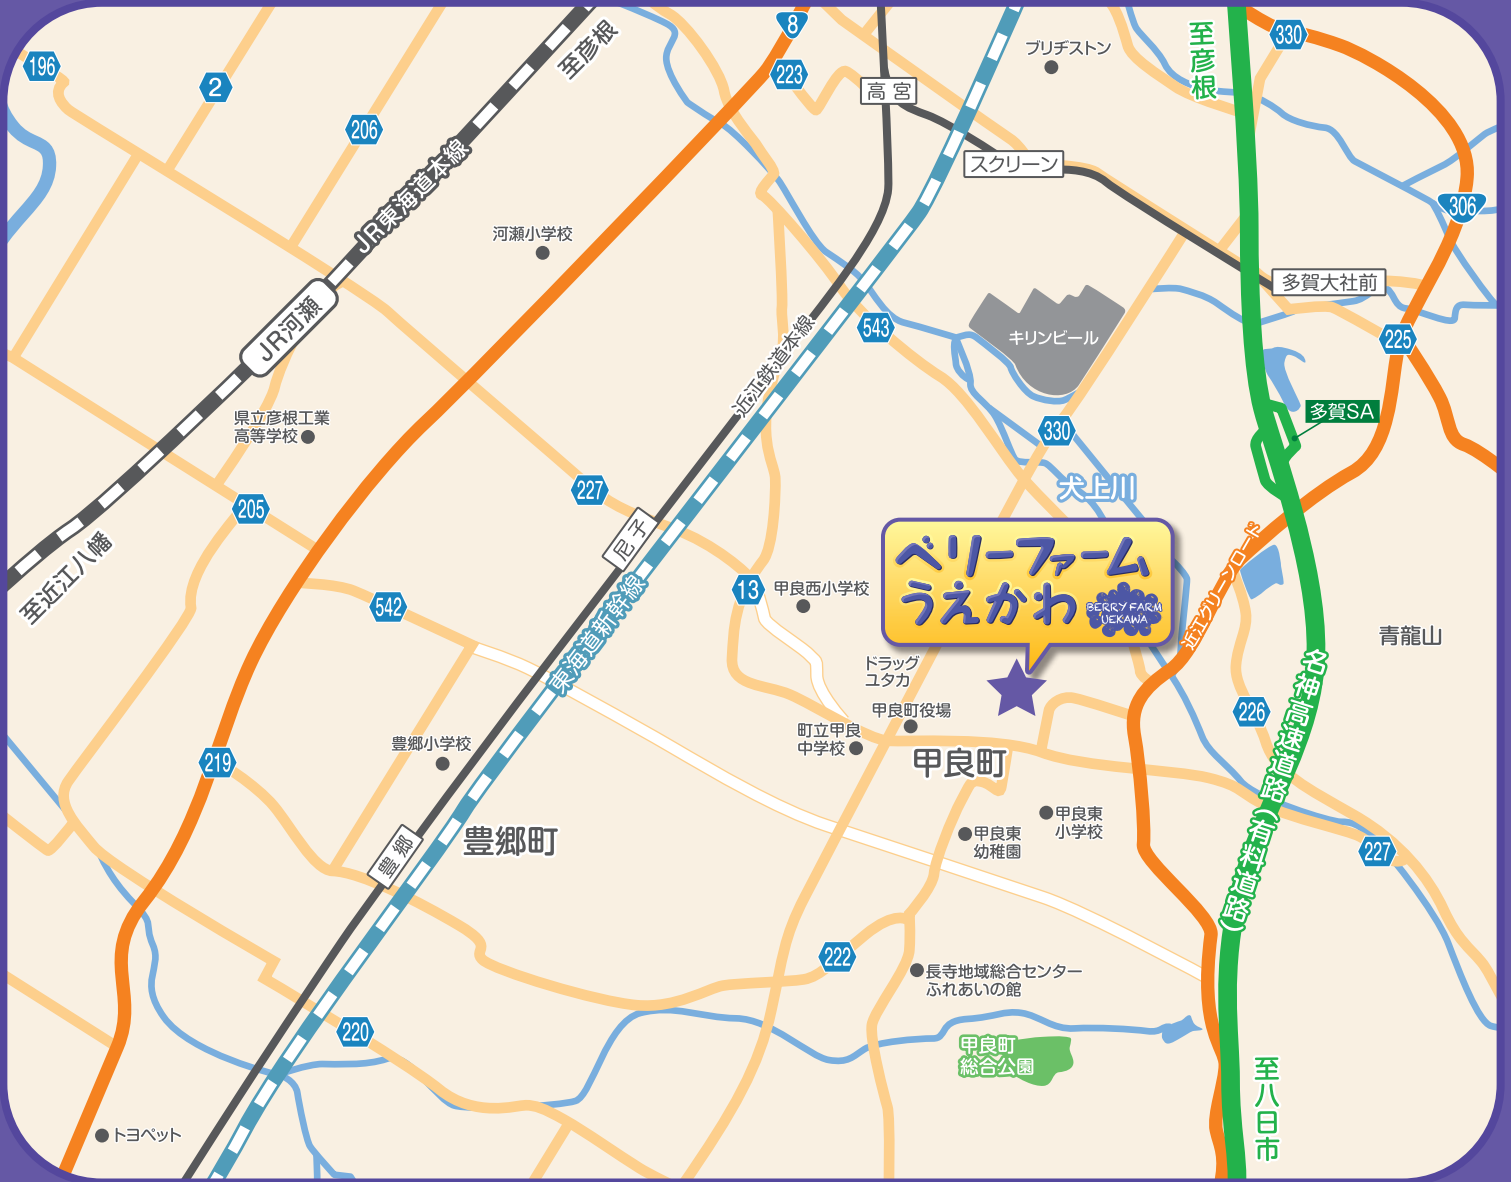 8
330
至彦根
至彦根
ブリヂストン
196
2
223
高宮
206
スクリーン
JR東海道本線
306
河瀬小学校
多賀大社前
JR河瀬
543
キリンビール
225
近江鉄道本線
多賀SA
県立彦根工業
高等学校
330
犬上川
227
205
尼子
ベリーファーム
うえかわ
BERRY FARM
UEKAWA
近江グリーンロード
至近江八幡
13
甲良西小学校
542
東海道新幹線
青龍山
ドラッグ
ユタカ
名神高速道路(有料道路)
甲良町役場
226
町立甲良
中学校
豊郷小学校
219
甲良町
甲良東
小学校
豊郷町
甲良東
幼稚園
豊郷
227
222
長寺地域総合センター
ふれあいの館
220
甲良町
総合公園
至八日市
トヨペット